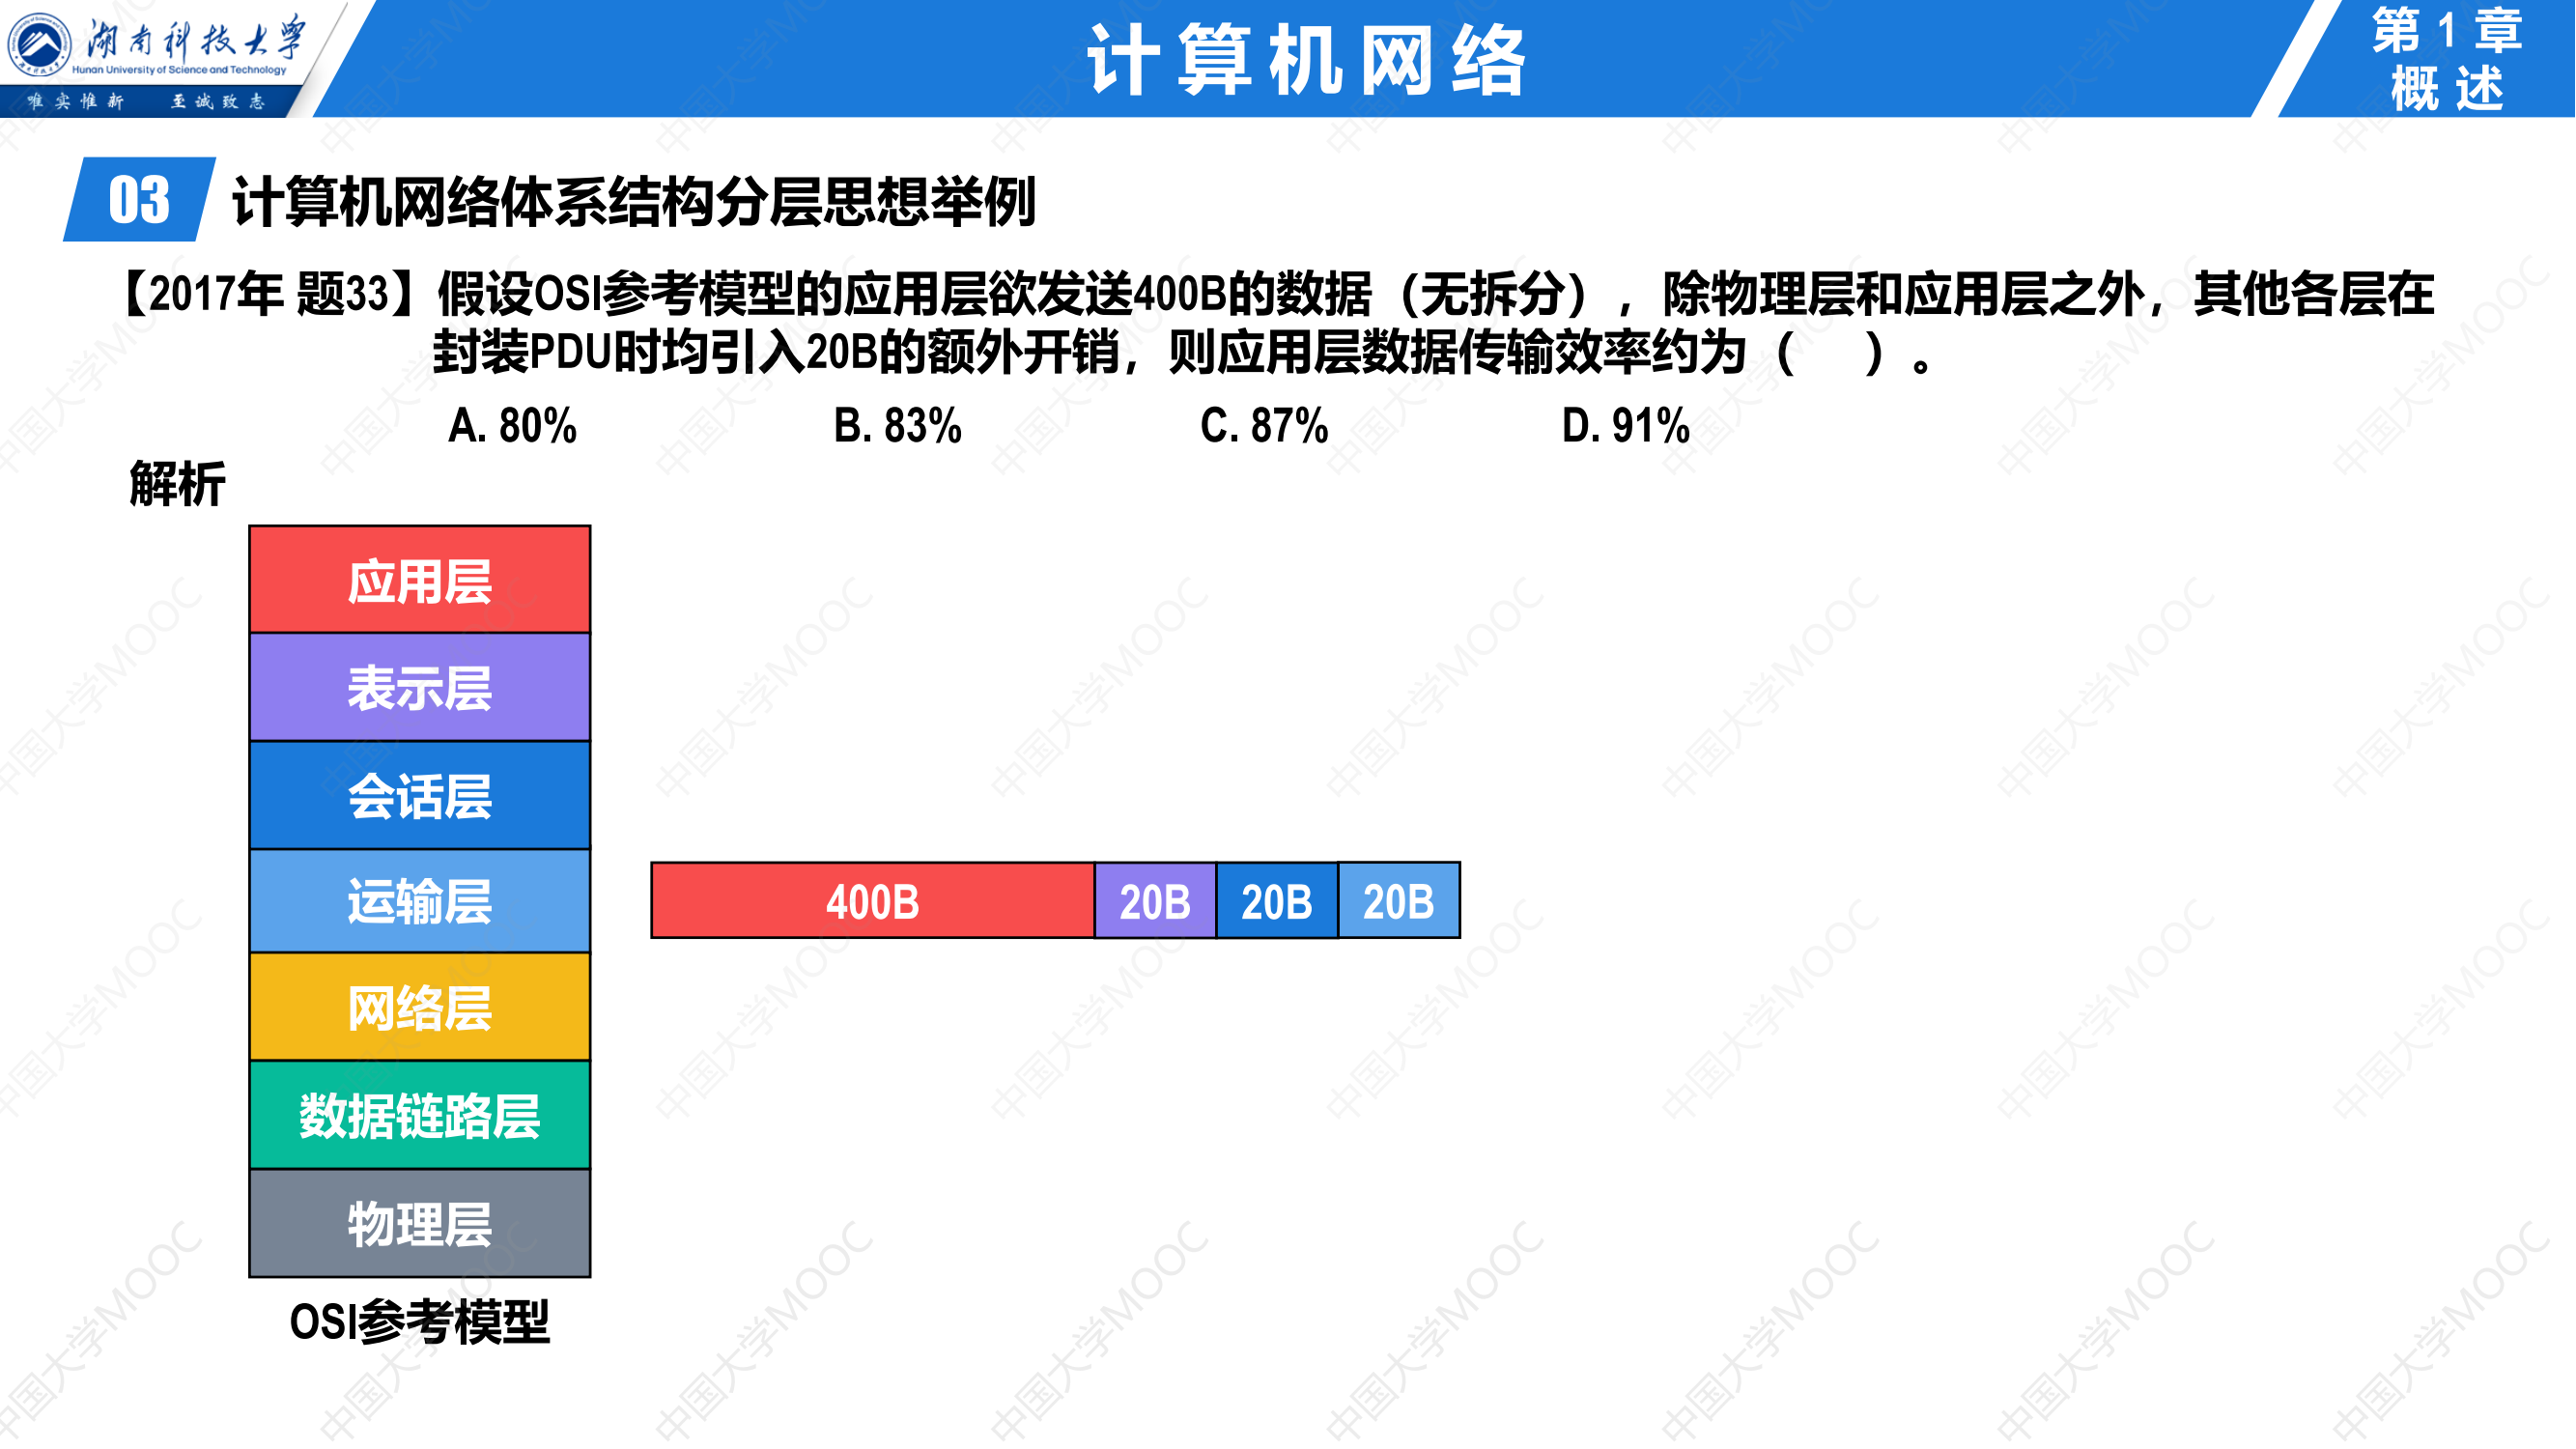 湖南科技大学
Hunan University of Science and Technology
唯实惟新 至诚致志
计算机网络
第1章
概述
03 计算机网络体系结构分层思想举例
【2017年 题33】假设OSI参考模型的应用层欲发送400B的数据（无拆分），除物理层和应用层之外，其他各层在
封装PDU时均引入20B的额外开销，则应用层数据传输效率约为（ ）。
A. 80% B. 83% C. 87% D. 91%
解析
应用层
表示层
会话层
运输层 400B 20B 20B 20B
网络层
数据链路层
物理层
OSI参考模型
中国大学MOOC